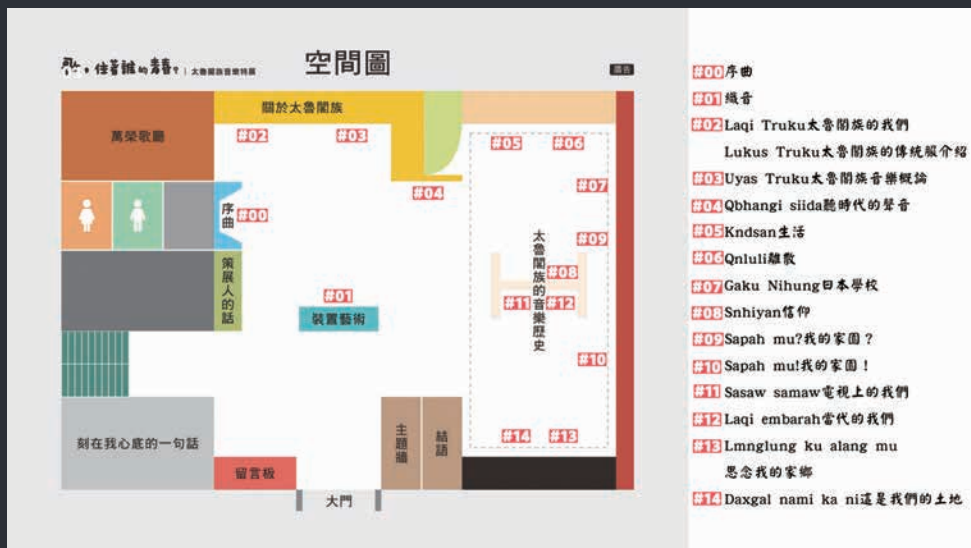 歌，住著誰的青春？｜太魯閣族音樂特展
空間圖
廣告
萬榮歌廳
關於太魯閣族
#02
#03
#04
序曲
#00
策展人的話
#01
裝置藝術
#05
#06
#07
#09
#08
#11
#12
太魯閣族的音樂歷史
#10
#14
#13
刻在我心底的一句話
留言板
大門
主題牆
結語
#00序曲
#01織音
#02Laqi Truku太魯閣族的我們
Lukus Truku太魯閣族的傳統服介紹
#03Uyas Truku太魯閣族音樂概論
#04Qbhangi siida聽時代的聲音
#05Kndsan生活
#06Qnluli離散
#07Gaku Nihung日本學校
#08Snhiyan信仰
#09Sapah mu?我的家園？
#10Sapah mu!我的家園！
#11Sasaw samaw電視上的我們
#12Laqi embarah當代的我們
#13Lmnglung ku alang mu
思念我的家鄉
#14Daxgal nami ka ni這是我們的土地